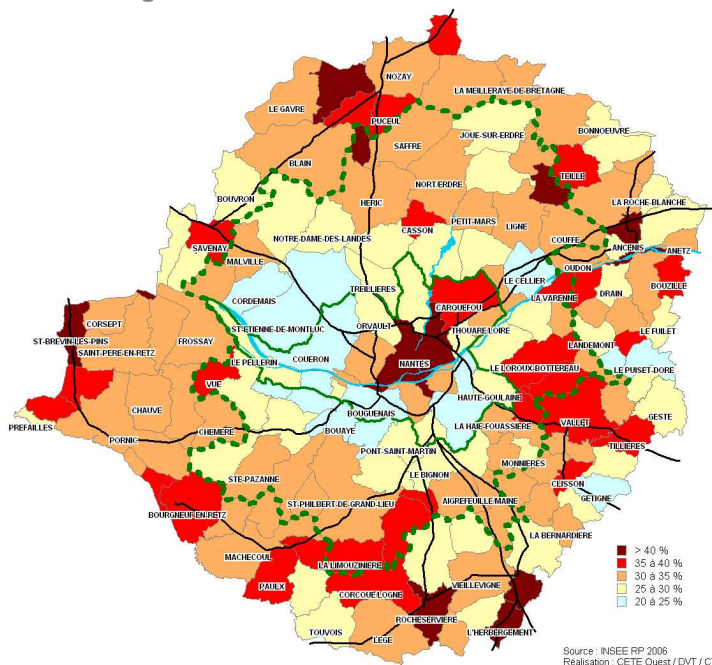 NOZAY
LA MEILLERAYE-DE-BRETAGNE
LE GAVRE
PUCEUL
JOUE-SUR-ERDRE
BONNOEUVRE
SAFFRE
BLAIN
TEILLE
NORT-ERDRE
BOUVRON
HERIC
LA ROCHE-BLANCHE
PETIT-MARS
CASSON
LIGNE
SAVENAY
NOTRE-DAME-DES-LANDES
COUFFE
ANCENIS
ANETZ
MALVILLE
OUDON
LE CELLIER
TREILLIERES
BOUZILLE
CORDEMAIS
LA VARENNE
DRAIN
CARQUEFOU
CORSEPT
ST-ETIENNE-DE-MONTLUC
ORVAULT
THOUARE-LOIRE
LE FUILET
ST-BREVIN-LES-PINS
FROSSAY
LANDEMONT
SAINT-PERE-EN-RETZ
COUERON
LE PELLERIN
NANTES
LE LOROUX-BOTTEREAU
LE PUISET-DORE
VUE
HAUTE-GOULAINE
CHAUVE
BOUGUENAIS
GESTE
PREFAILLES
CHEMERE
VALLET
LA HAIE-FOUASSIERE
BOUAYE
PORNIC
TILLIERES
PONT-SAINT-MARTIN
MONNIERES
LE BIGNON
STE-PAZANNE
CLISSON
GETIGNE
AIGREFEUILLE-MAINE
ST-PHILBERT-DE-GRAND-LIEU
BOURGNEUF-EN-RETZ
LA BERNARDIERE
MACHECOUL
LA LIMOUZINIERE
PAULX
VIEILLEVIGNE
CORCOUE-LOGNE
ROCHESERVIERE
TOUVOIS
LEGE
L'HERBERGEMENT
> 40 %
35 à 40 %
30 à 35 %
25 à 30 %
20 à 25 %
Source : INSEE RP 2006
Réalisation : CETE Ouest / DVT / C